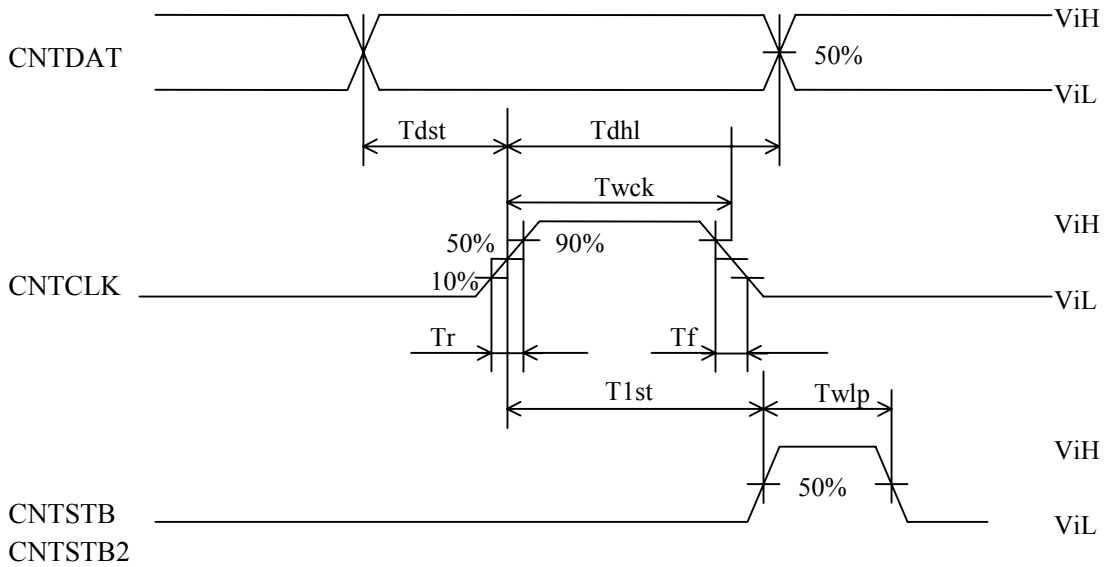 ViH
CNTDAT
50%
ViL
Tdst
Tdhl
Twck
ViH
50%
90%
10%
CNTCLK
ViL
Tr
Tf
T1st
Twlp
ViH
50%
CNTSTB
ViL
CNTSTB2